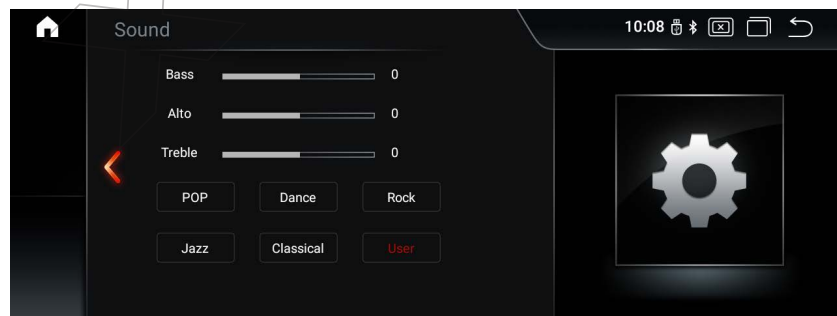 Sound
10:08
Bass 0
Alto 0
Treble 0
POP Dance Rock
Jazz Classical User